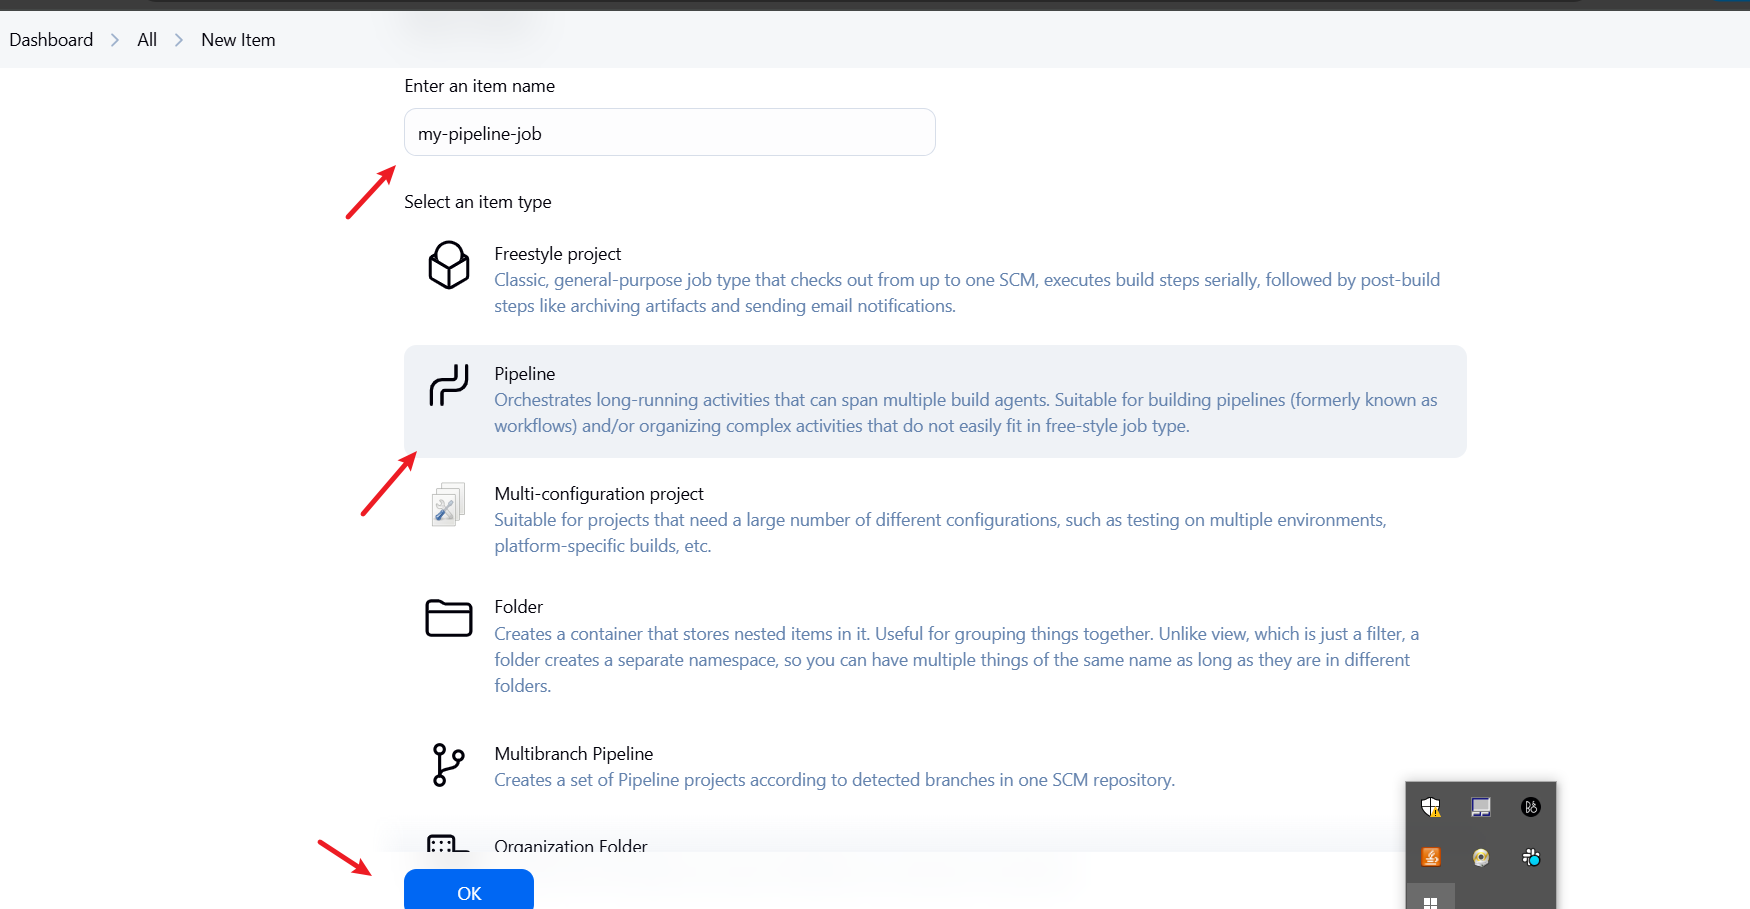 Dashboard > All > New Item
Enter an item name
my-pipeline-job
Select an item type
Freestyle project
Classic, general-purpose job type that checks out from up to one SCM, executes build steps serially, followed by post-build
steps like archiving artifacts and sending email notifications.
Pipeline
Orchestrates long-running activities that can span multiple build agents. Suitable for building pipelines (formerly known as
workflows) and/or organizing complex activities that do not easily fit in free-style job type.
Multi-configuration project
Suitable for projects that need a large number of different configurations, such as testing on multiple environments,
platform-specific builds, etc.
Folder
Creates a container that stores nested items in it. Useful for grouping things together. Unlike view, which is just a filter, a
folder creates a separate namespace, so you can have multiple things of the same name as long as they are in different
folders.
Multibranch Pipeline
Creates a set of Pipeline projects according to detected branches in one SCM repository.
Organization Folder
OK